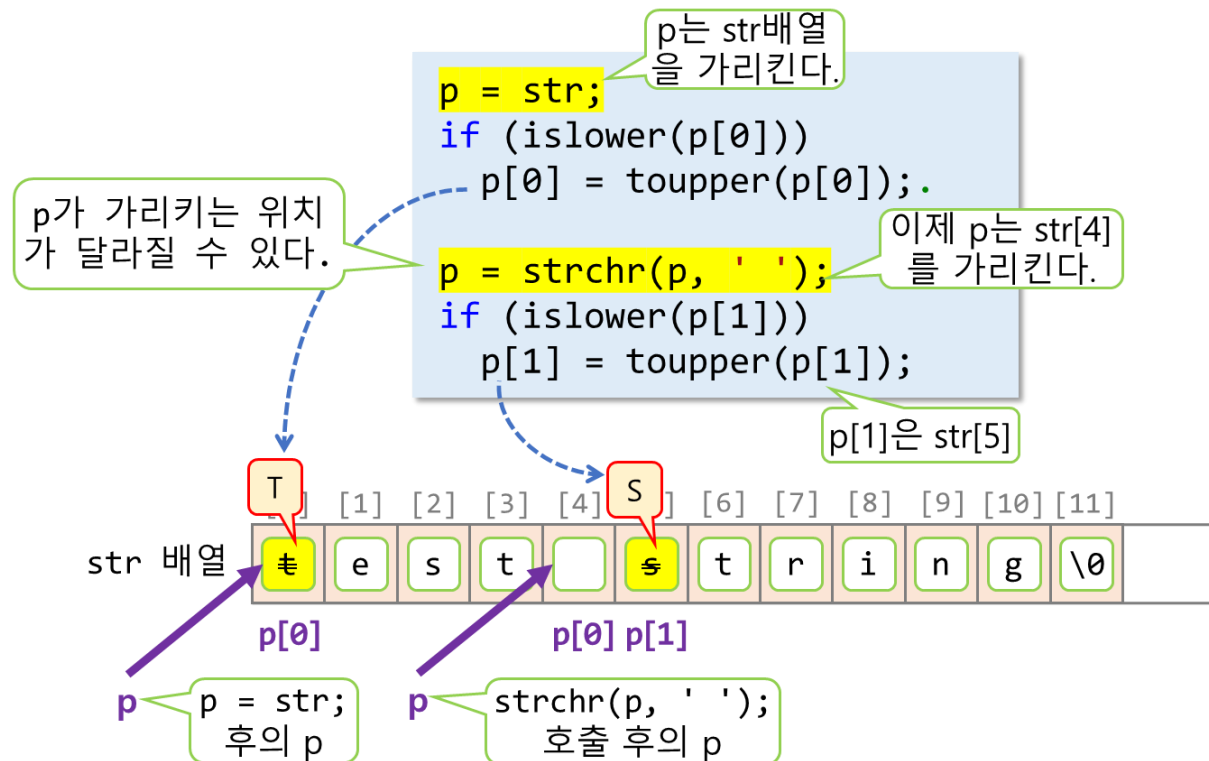 p는 str배열
을 가리킨다.
p = str;
if (islower(p[0]))
p[0] = toupper(p[0]);.
p가 가리키는 위치
가 달라질 수 있다.
이제 p는 str[4]
를 가리킨다.
p = strchr(p, ' ');
if (islower(p[1]))
p[1] = toupper(p[1]);
p[1]은 str[5]
T S
[1] [2] [3] [4] [6] [7] [8] [9] [10] [11]
str 배열 t e s t s t r i n g \0
p[0] p[0] p[1]
p p
p = str;
후의 p
strchr(p, ' ');
호출 후의 p